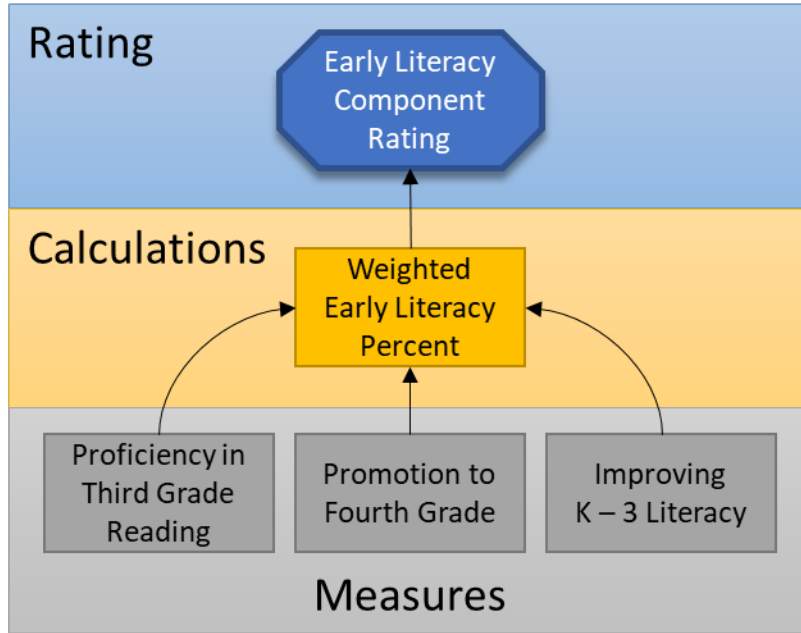 Rating
Early Literacy
Component
Rating
Calculations
Weighted
Early Literacy
Percent
Proficiency in
Third Grade
Reading
Promotion to
Fourth Grade
Improving
K – 3 Literacy
Measures